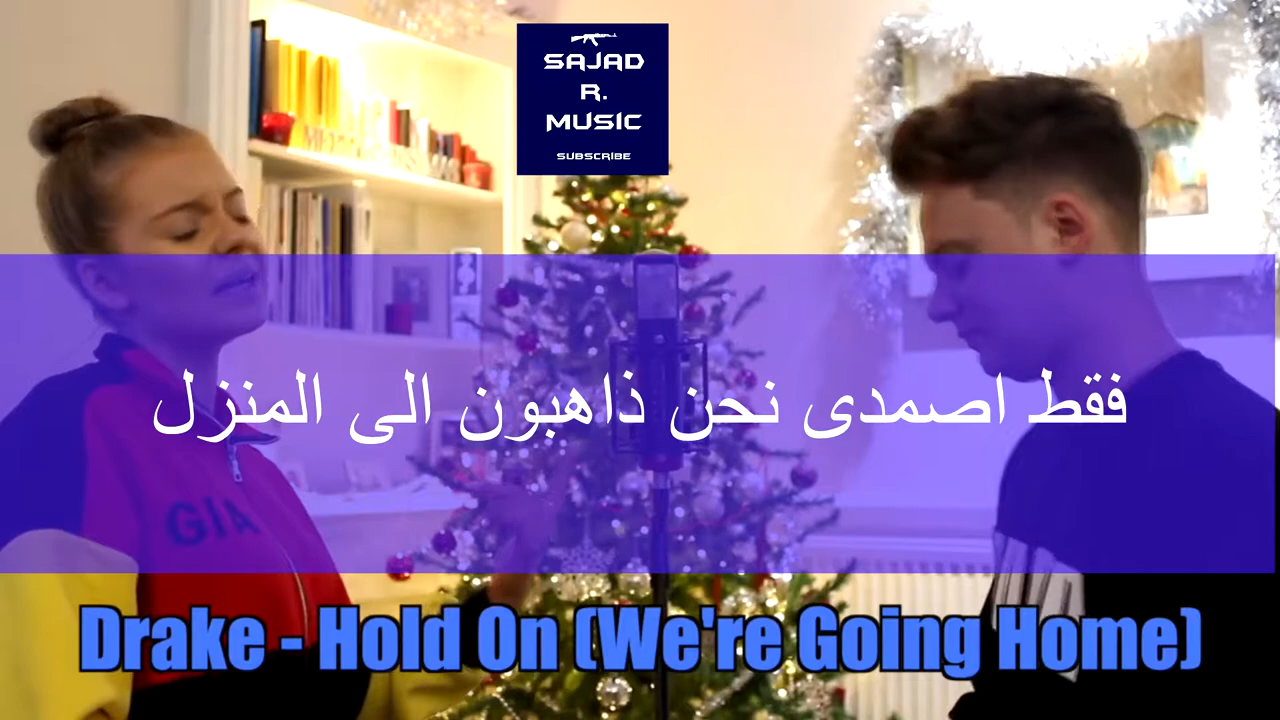 SAJAD
R.
MUSIC
SUBSCRIBE
فقط اصمدى نحن ذاهبون الى المنزل
GIA
Drake - Hold On (We're Going Home)